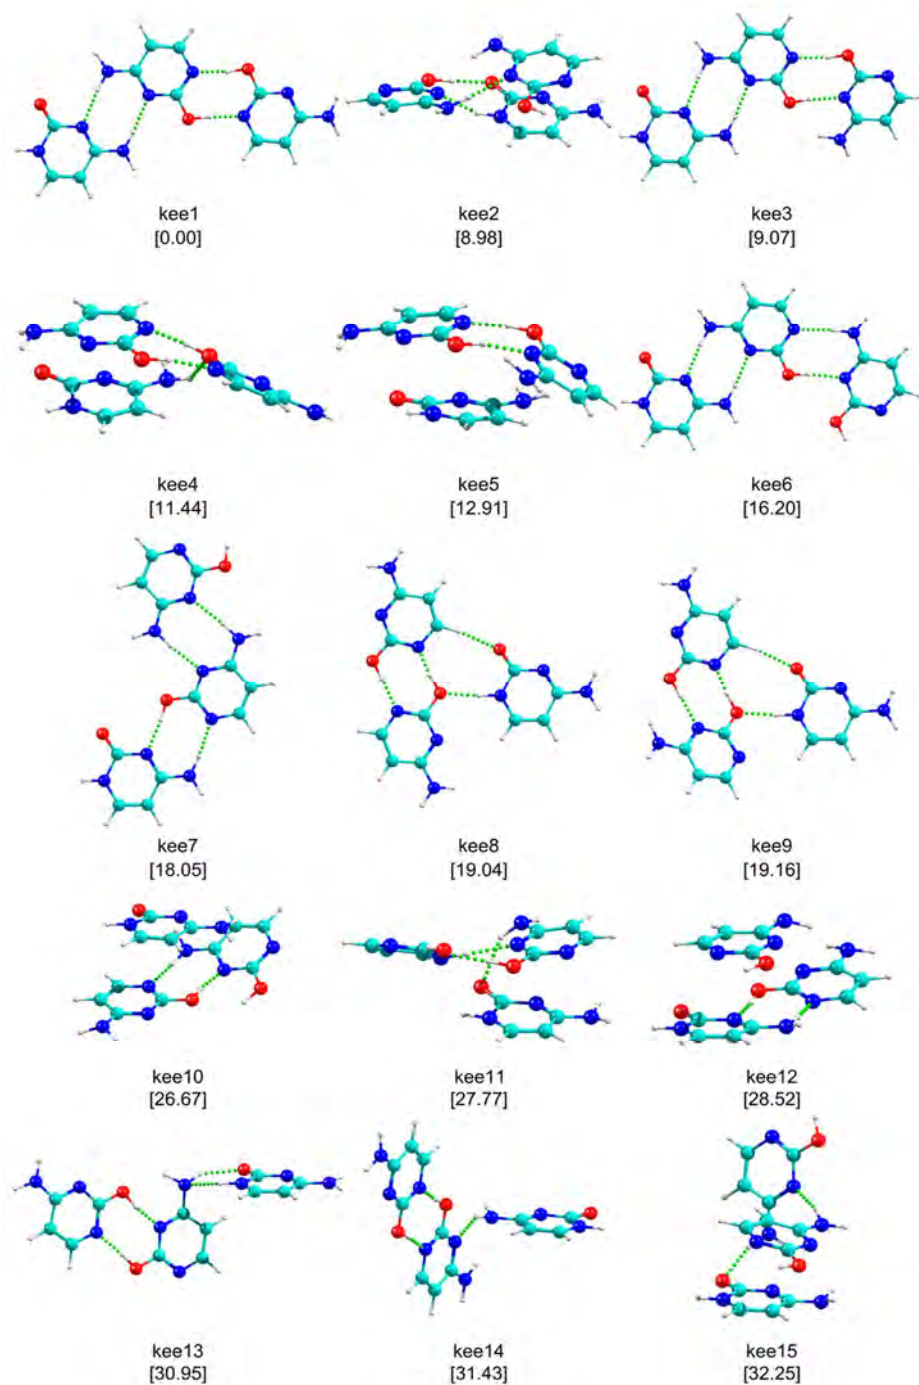 kee1
[0.00]
kee2
[8.98]
kee3
[9.07]
kee4
[11.44]
kee5
[12.91]
kee6
[16.20]
kee7
[18.05]
kee8
[19.04]
kee9
[19.16]
kee10
[26.67]
kee11
[27.77]
kee12
[28.52]
kee13
[30.95]
kee14
[31.43]
kee15
[32.25]